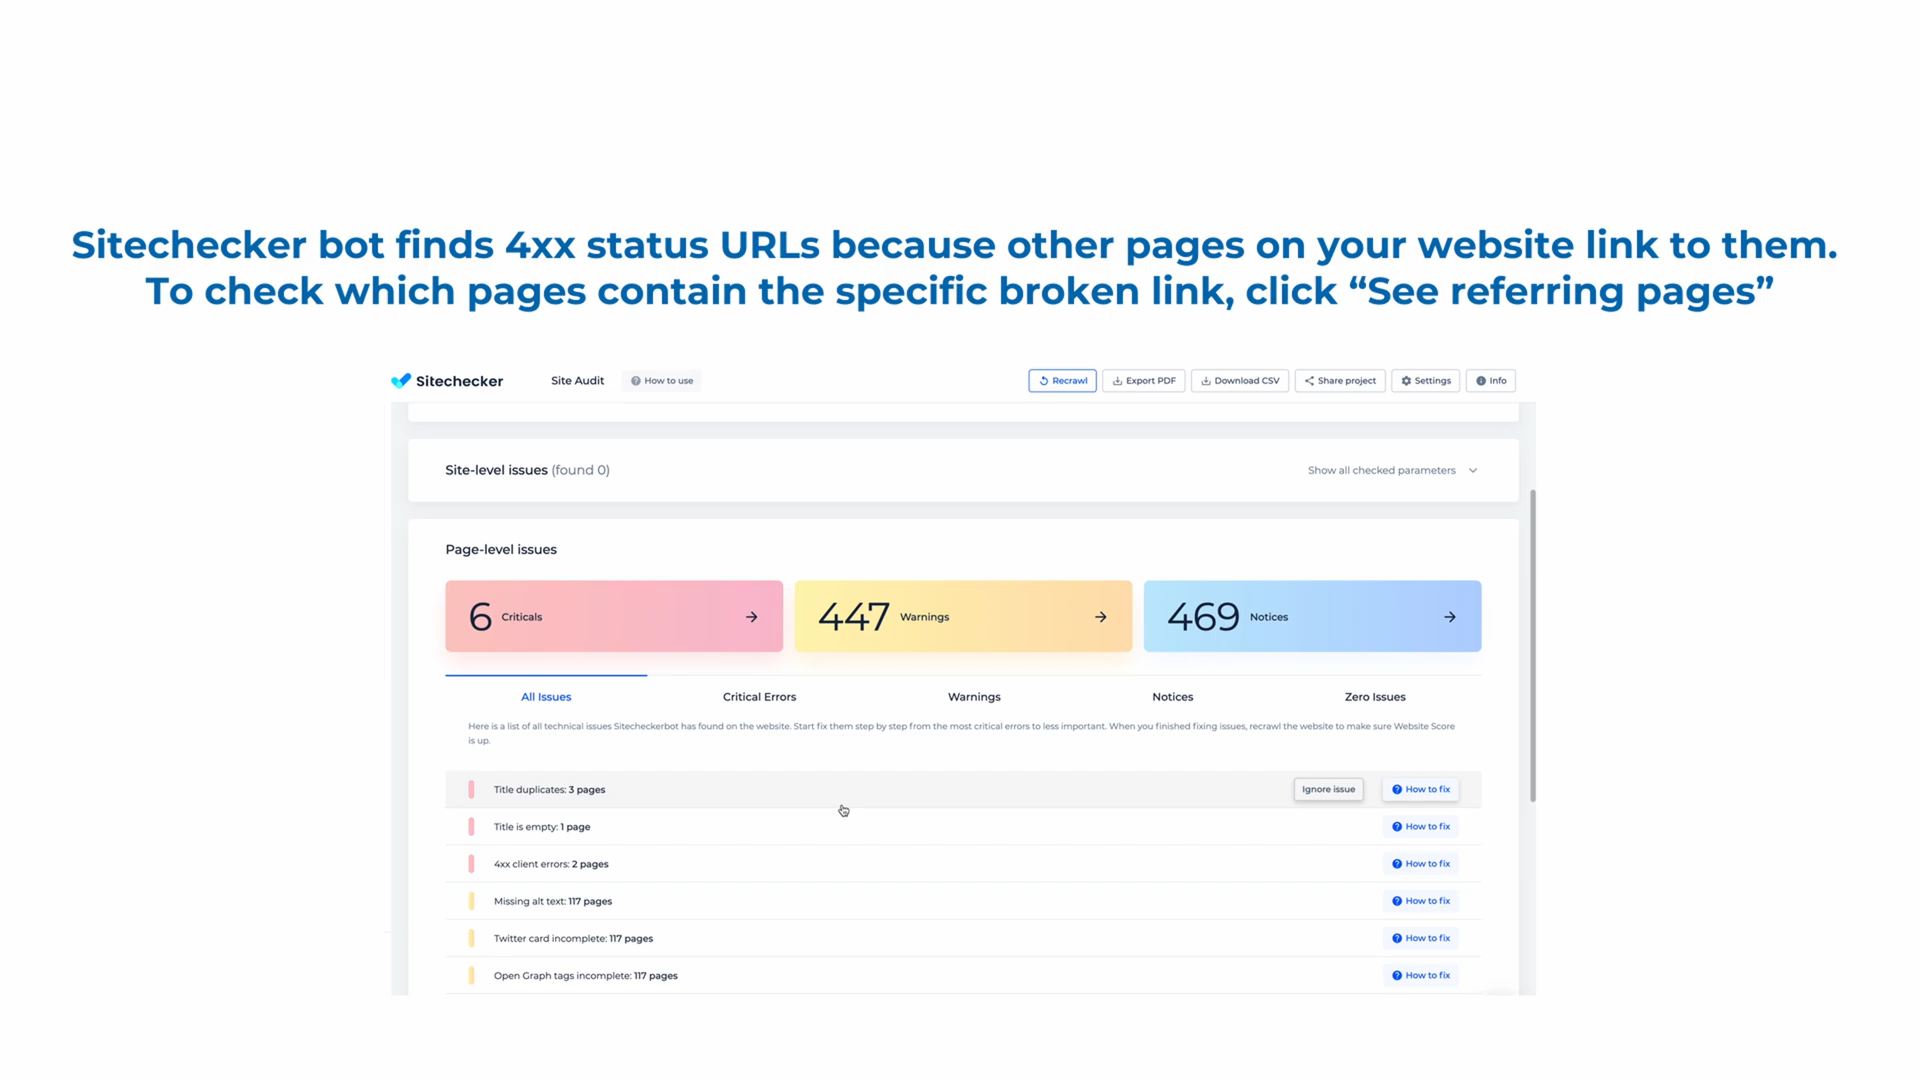 Sitechecker bot finds 4xx status URLs because other pages on your website link to them.
To check which pages contain the specific broken link, click “See referring pages”
Sitechecker Site Audit How to use Recrawl Export PDF Download CSV Share project Settings Info
Site-level issues (found 0) Show all checked parameters
Page-level issues
6 Criticals 447 Warnings 469 Notices
All Issues Critical Errors Warnings Notices Zero Issues
Here is a list of all technical issues Sitecheckerbot has found on the website. Start fix them step by step from the most critical errors to less important. When you finished fixing issues, recrawl the website to make sure Website Score
is up.
Title duplicates: 3 pages Ignore issue How to fix
Title is empty: 1 page How to fix
4xx client errors: 2 pages How to fix
Missing alt text: 117 pages How to fix
Twitter card incomplete: 117 pages How to fix
Open Graph tags incomplete: 117 pages How to fix